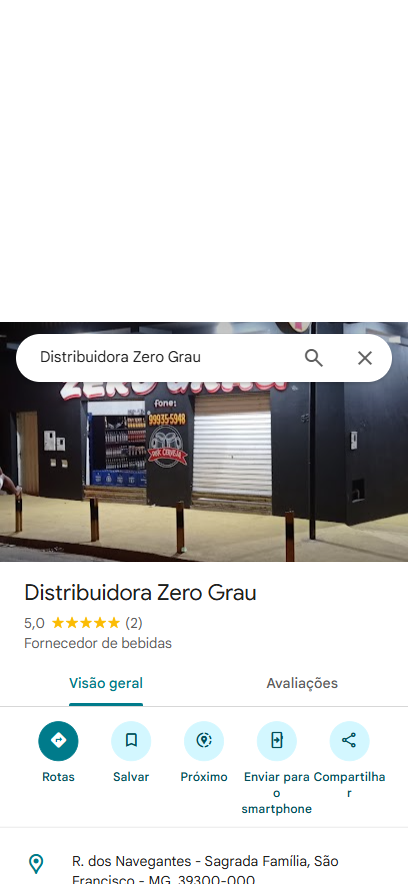 Distribuidora Zero Grau
ZERO GRAU
fone:
99935-5948
Distribuidora Zero Grau
5,0 ★★★★★ (2)
Fornecedor de bebidas
Visão geral Avaliações
Rotas Salvar Próximo Enviar para o smartphone Compartilhar
R. dos Navegantes - Sagrada Família, São
Francisco - MG, 39300-000